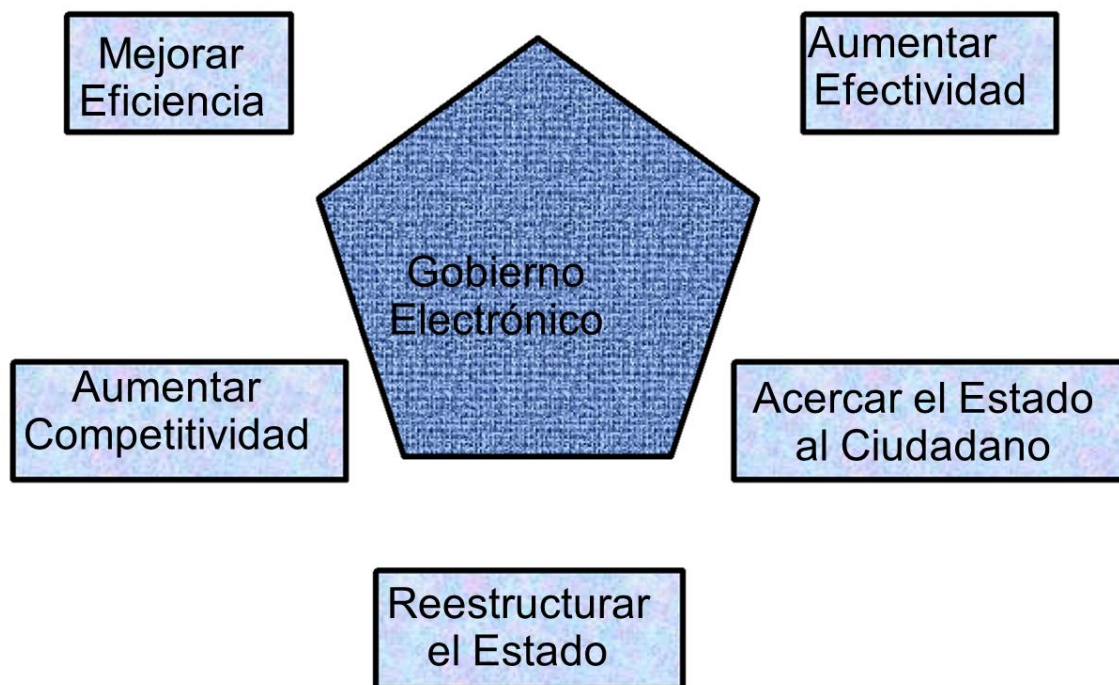 Mejorar
Eficiencia
Aumentar
Efectividad
Gobierno
Electrónico
Aumentar
Competitividad
Acercar el Estado
al Ciudadano
Reestructurar
el Estado